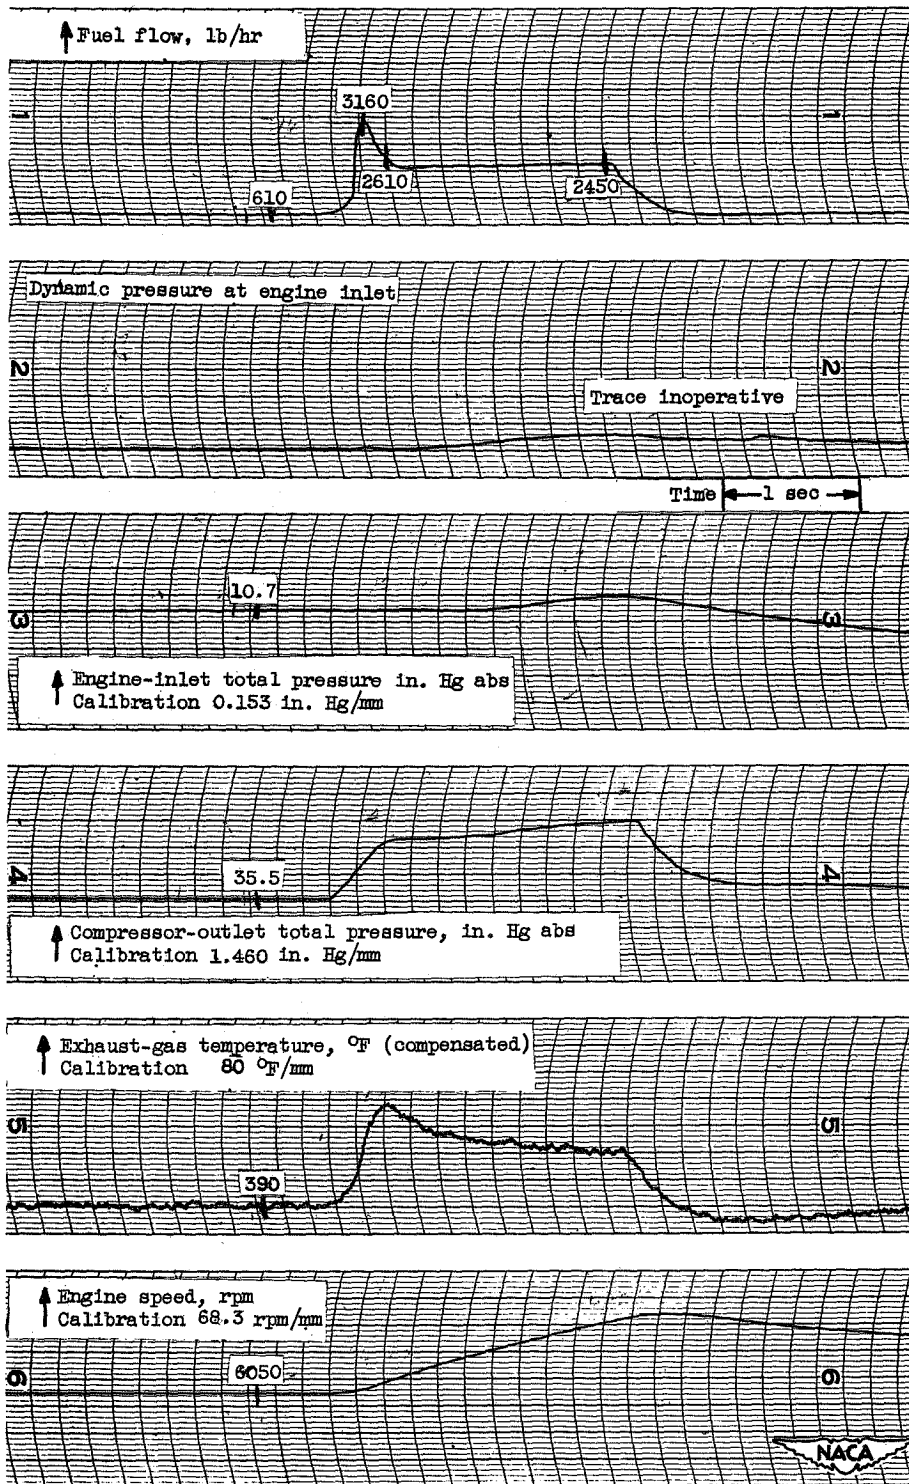 Fuel flow, lb/hr
1
1
3160
2610
610
2450
Dynamic pressure at engine inlet
2
2
Trace inoperative
Time 1 sec
10.7
3
3
Engine-inlet total pressure in. Hg abs
Calibration 0.153 in. Hg/mm
4
35.5
4
Compressor-outlet total pressure, in. Hg abs
Calibration 1.460 in. Hg/mm
Exhaust-gas temperature, °F (compensated)
Calibration 80 °F/mm
5
5
390
Engine speed, rpm
Calibration 68.3 rpm/mm
6050
6
6
NACA